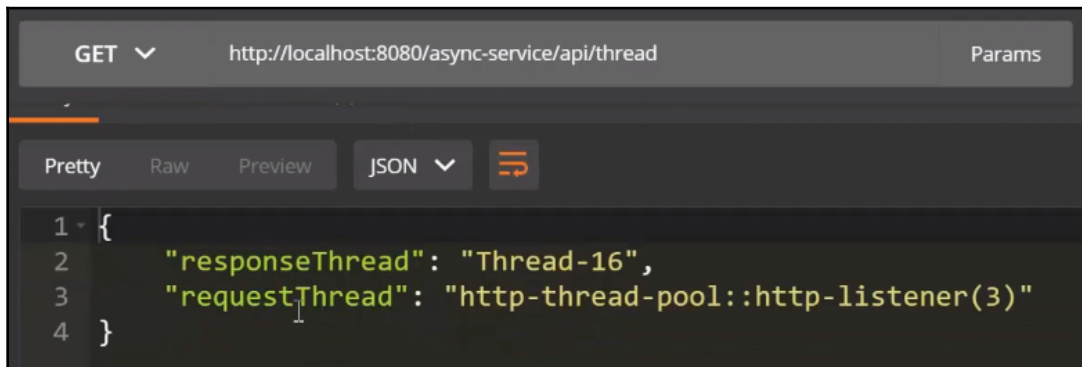 GET http://localhost:8080/async-service/api/thread Params
Pretty Raw Preview JSON
1 {
2 "responseThread": "Thread-16",
3 "requestThread": "http-thread-pool::http-listener(3)"
4 }